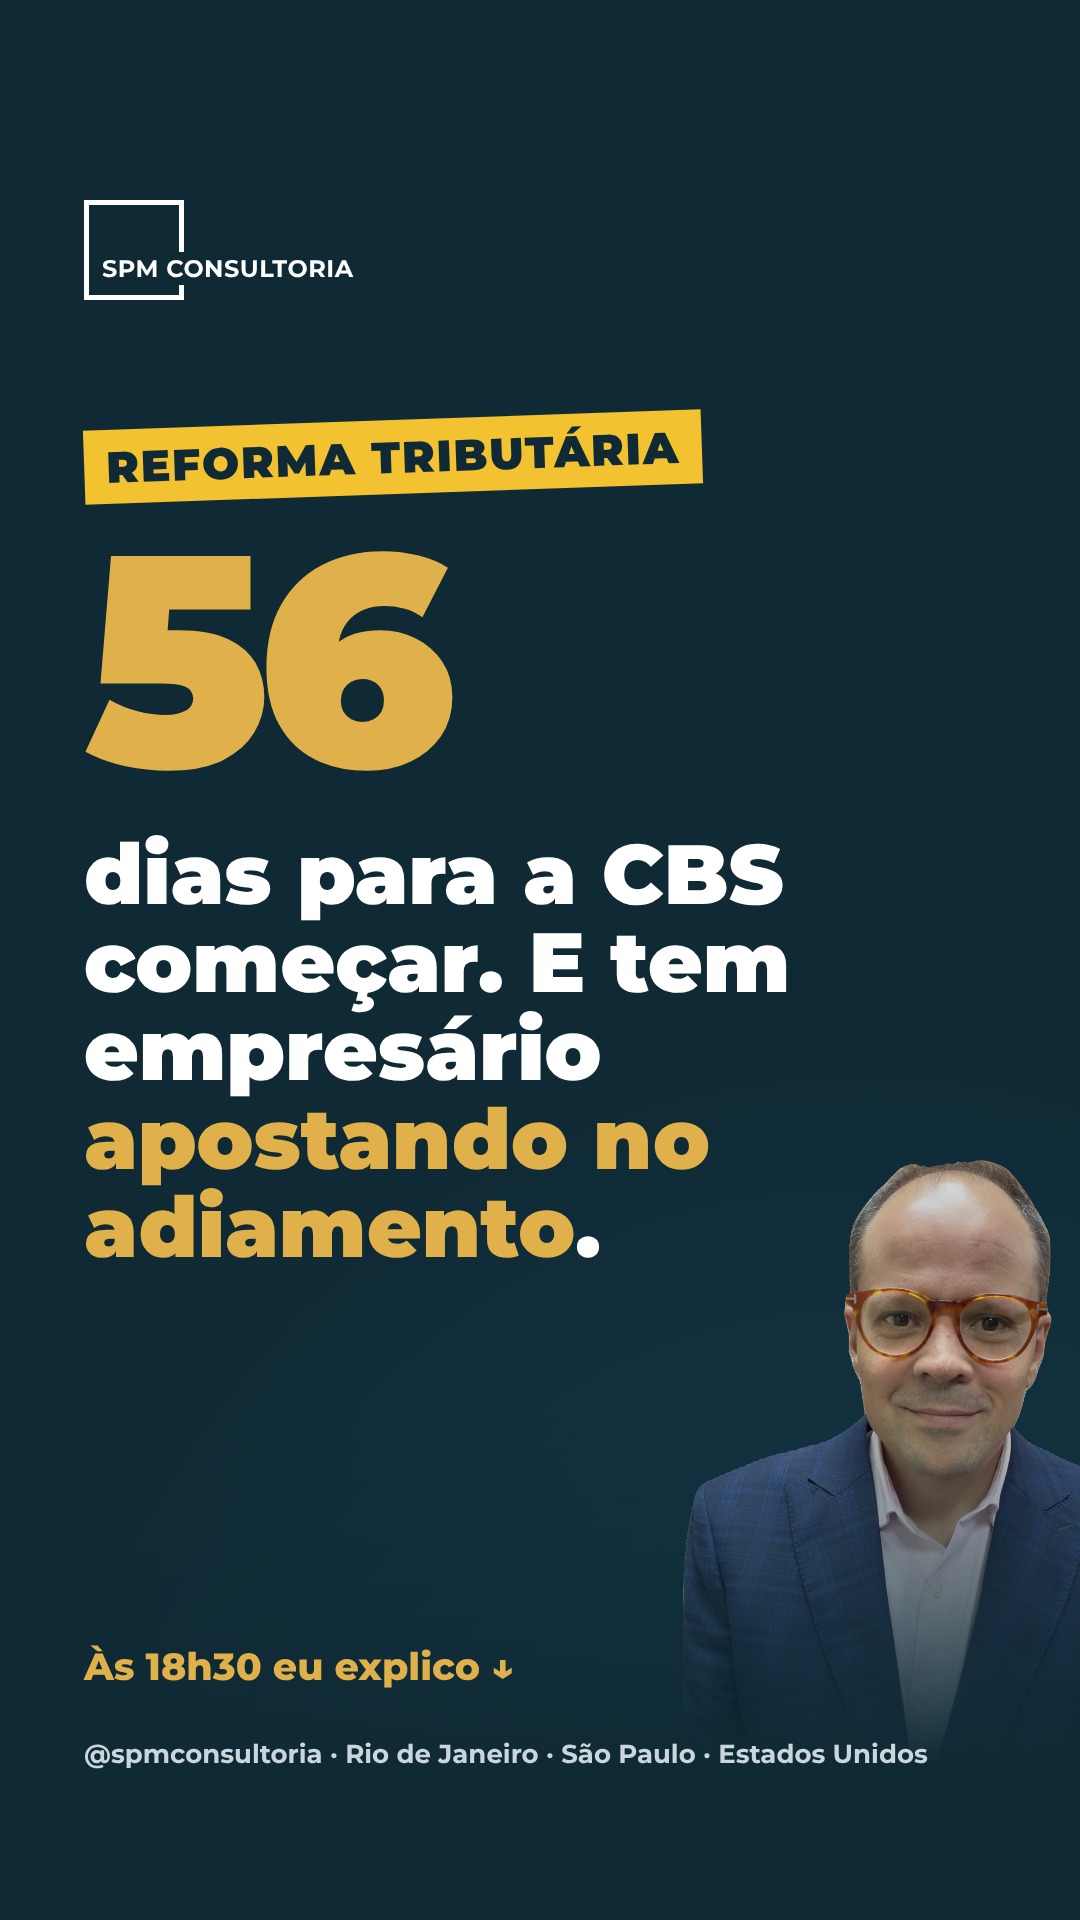 SPM CONSULTORIA
REFORMA TRIBUTÁRIA
56
dias para a CBS
começar. E tem
empresário
apostando no
adiamento.
Às 18h30 eu explico ↓
@spmconsultoria · Rio de Janeiro · São Paulo · Estados Unidos